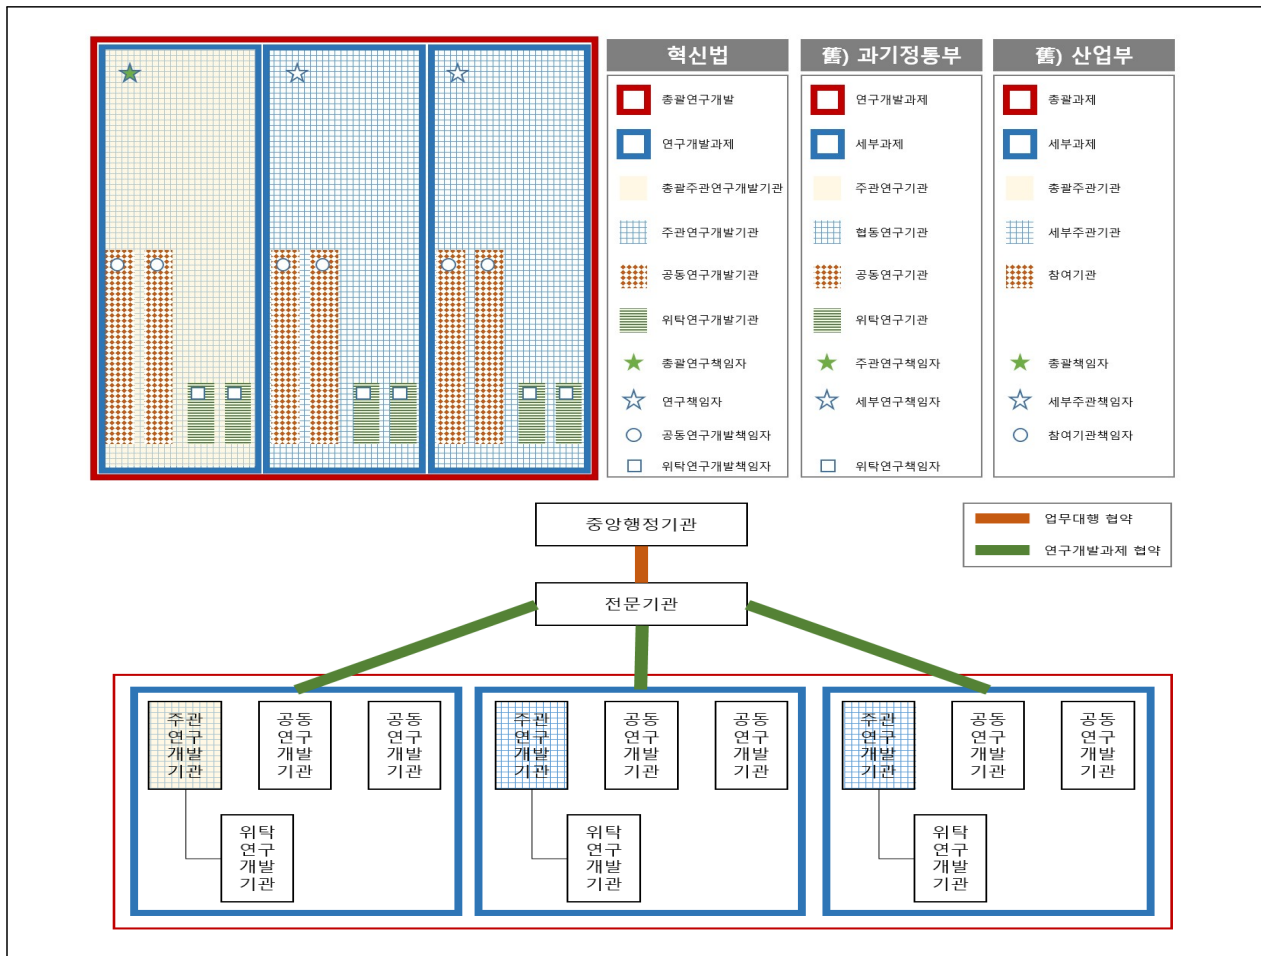 혁신법
총괄연구개발
연구개발과제
총괄주관연구개발기관
주관연구개발기관
공동연구개발기관
위탁연구개발기관
총괄연구책임자
연구책임자
공동연구개발책임자
위탁연구개발책임자
舊) 과기정통부
연구개발과제
세부과제
주관연구기관
협동연구기관
공동연구기관
위탁연구기관
주관연구책임자
세부연구책임자
위탁연구책임자
舊) 산업부
총괄과제
세부과제
총괄주관기관
세부주관기관
참여기관
총괄책임자
세부주관책임자
참여기관책임자
중앙행정기관
전문기관
업무대행 협약
연구개발과제 협약
주관
연구
개발
기관
공동
연구
개발
기관
공동
연구
개발
기관
위탁
연구
개발
기관
주관
연구
개발
기관
공동
연구
개발
기관
공동
연구
개발
기관
위탁
연구
개발
기관
주관
연구
개발
기관
공동
연구
개발
기관
공동
연구
개발
기관
위탁
연구
개발
기관